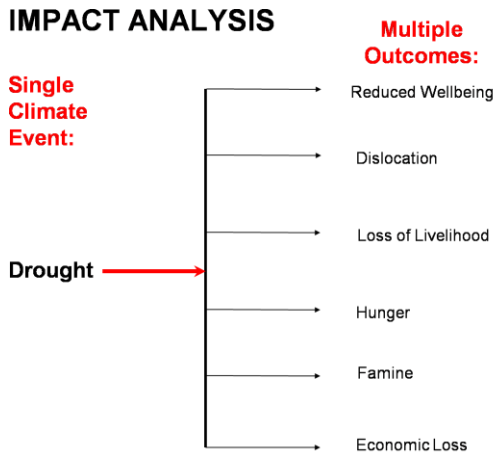 IMPACT ANALYSIS
Multiple
Outcomes:
Single
Climate
Event:
Reduced Wellbeing
Dislocation
Loss of Livelihood
Drought
Hunger
Famine
Economic Loss